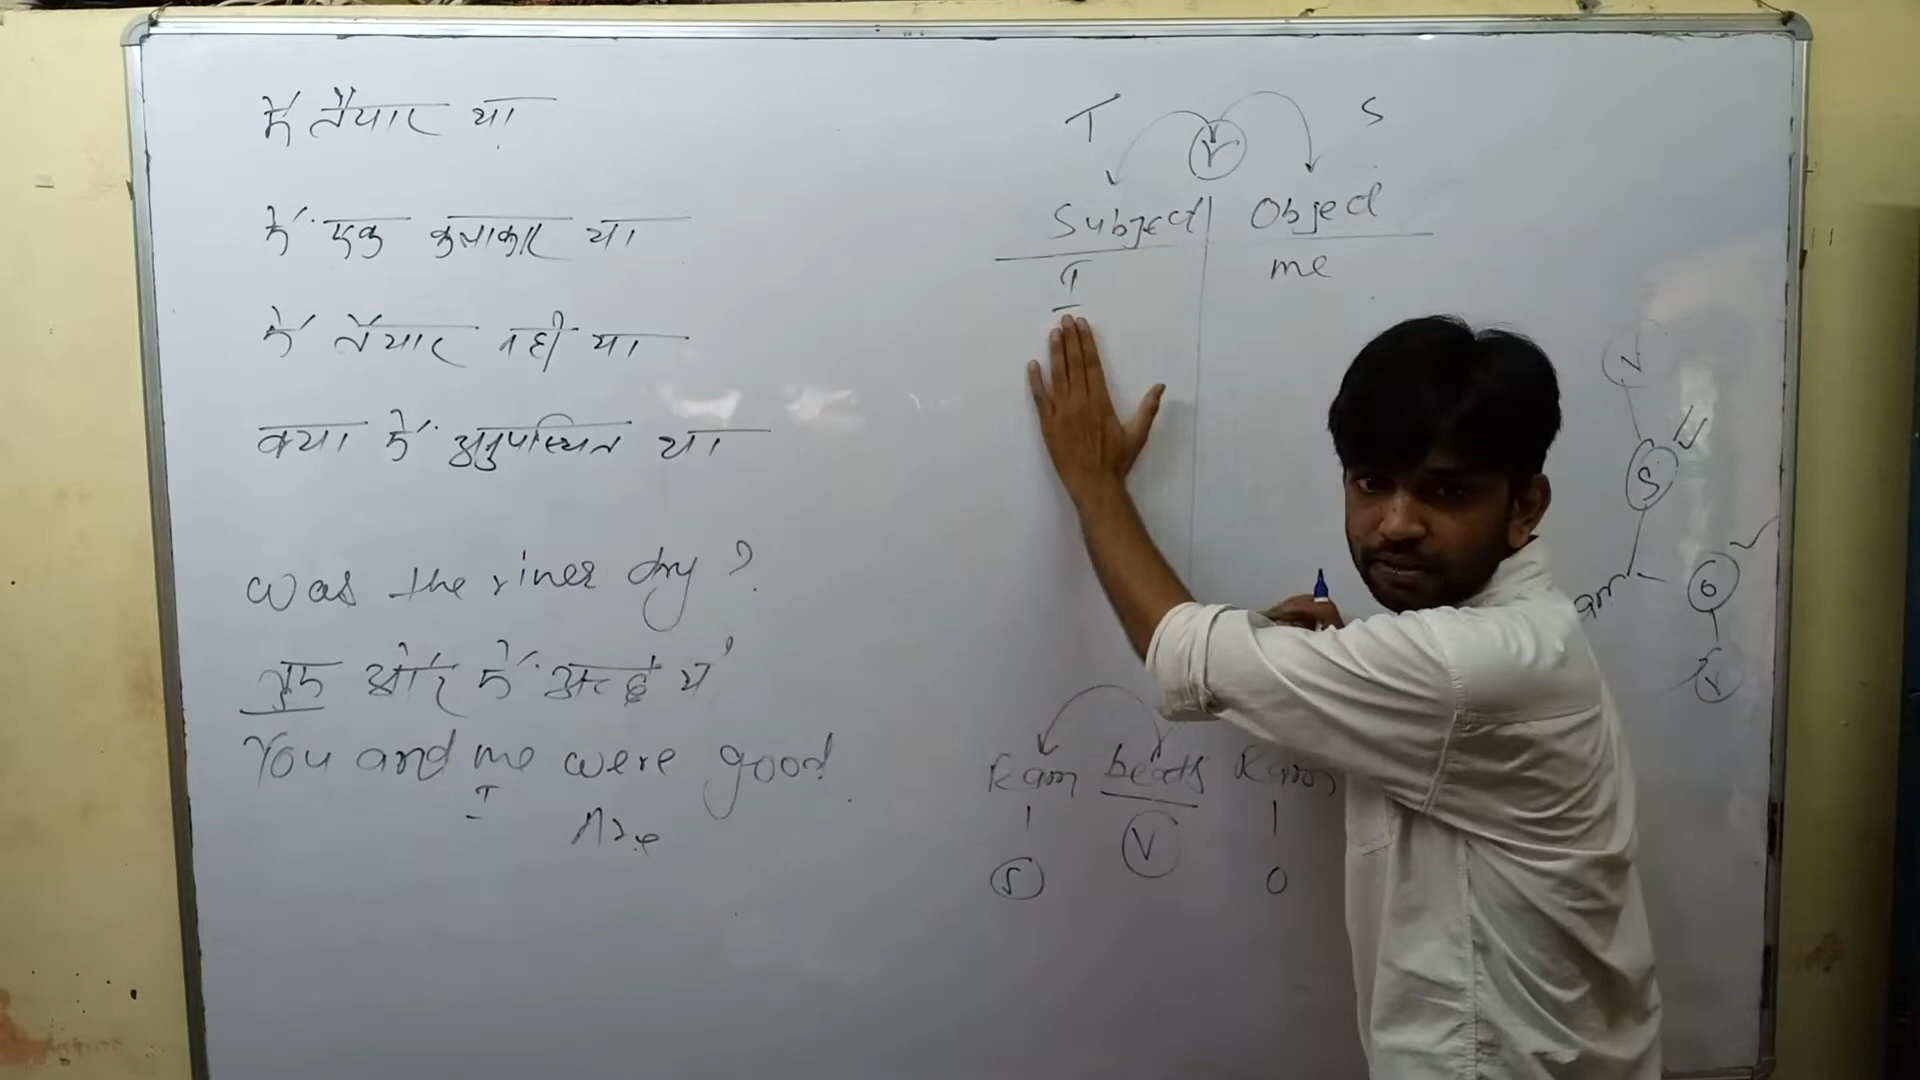 मैं तैयार था
मैं एक कलाकार था
मैं तैयार नहीं था
क्या मैं अनुपस्थित था
Was the river dry?
तुम और मैं अच्छे थे
You and me were good.
I
Are
T S
V
Subject Object
I me
Ram beats Ram
V
S O
V
S
O
V